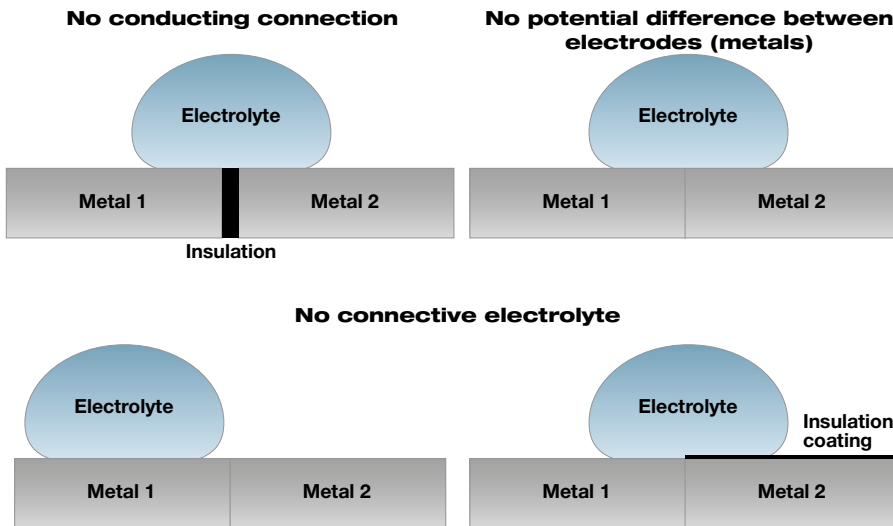 No conducting connection
No potential difference between
electrodes (metals)
Electrolyte
Metal 1
Metal 2
Insulation
Electrolyte
Metal 1
Metal 2
No connective electrolyte
Electrolyte
Metal 1
Metal 2
Electrolyte
Insulation
coating
Metal 1
Metal 2